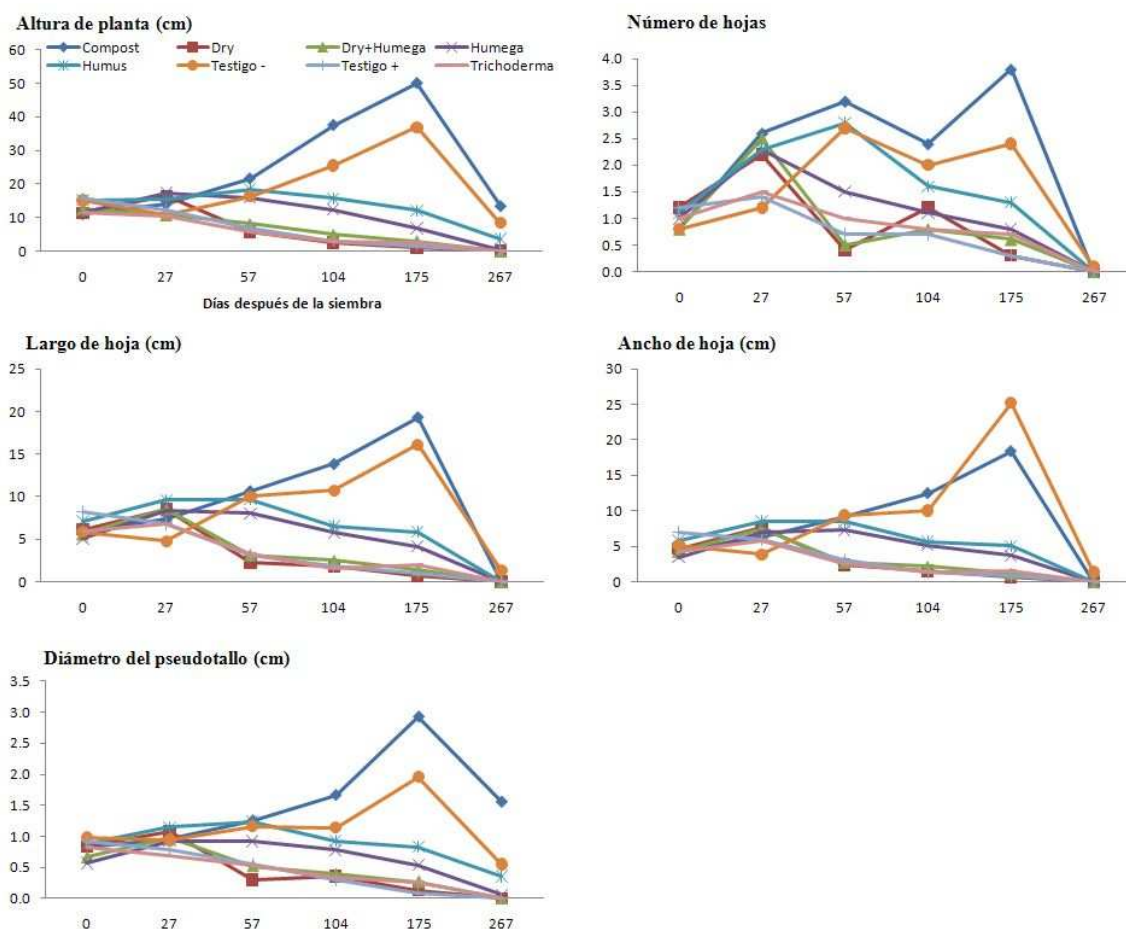 Altura de planta (cm)
Compost Dry Dry+Humega Humega
Humus Testigo - Testigo + Trichoderma
60
50
40
30
20
10
0
0 27 57 104 175 267
Días después de la siembra
Número de hojas
4.0
3.5
3.0
2.5
2.0
1.5
1.0
0.5
0.0
0 27 57 104 175 267
Largo de hoja (cm)
25
20
15
10
5
0
0 27 57 104 175 267
Ancho de hoja (cm)
30
25
20
15
10
5
0
0 27 57 104 175 267
Diámetro del pseudotallo (cm)
3.5
3.0
2.5
2.0
1.5
1.0
0.5
0.0
0 27 57 104 175 267